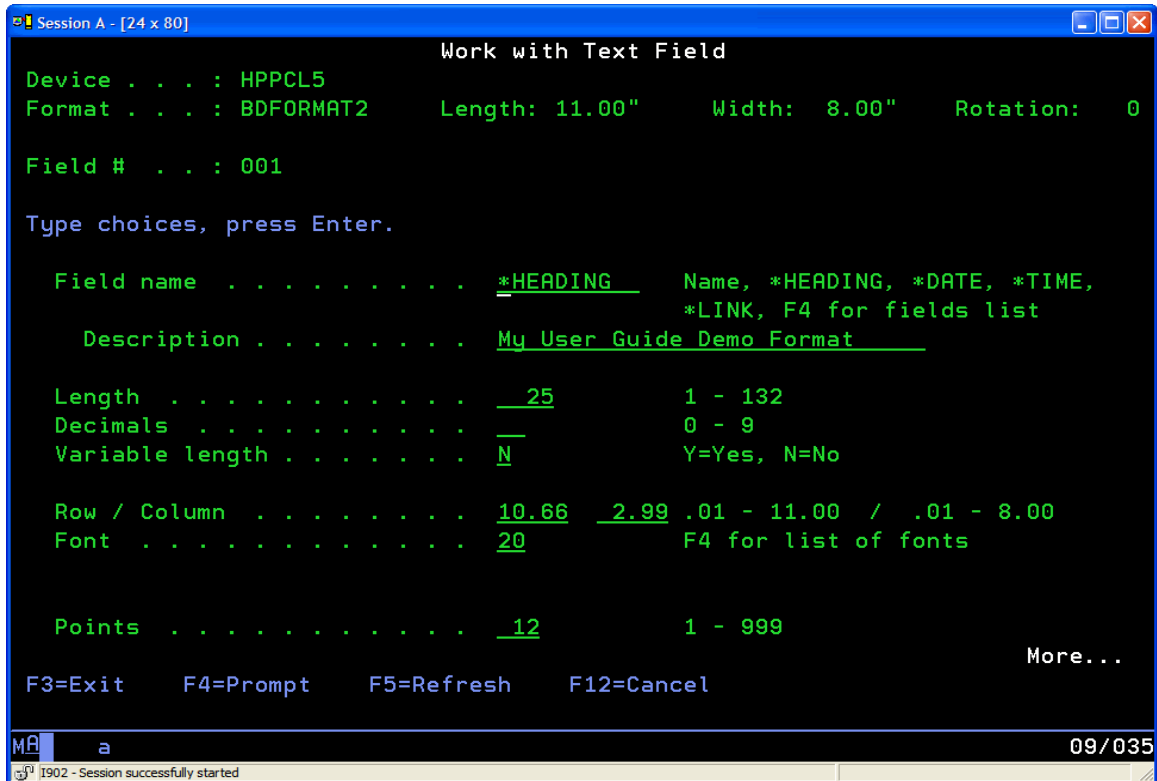 Session A - [24 x 80]
Work with Text Field
Device . . . : HPPCL5
Format . . . : BDFORMAT2     Length: 11.00"     Width:  8.00"    Rotation:   0
Field #  . . : 001
Type choices, press Enter.
Field name  . . . . . . . . .  *HEADING     Name, *HEADING, *DATE, *TIME,
*LINK, F4 for fields list
Description . . . . . . . .  My User Guide Demo Format
Length  . . . . . . . . . . .    25         1 - 132
Decimals  . . . . . . . . . .               0 - 9
Variable length . . . . . . .  N            Y=Yes, N=No
Row / Column  . . . . . . . .  10.66   2.99 .01 - 11.00  /  .01 - 8.00
Font  . . . . . . . . . . . .  20           F4 for list of fonts
Points  . . . . . . . . . . .   12          1 - 999
More...
F3=Exit    F4=Prompt    F5=Refresh    F12=Cancel
MA    a    09/035
I902 - Session successfully started